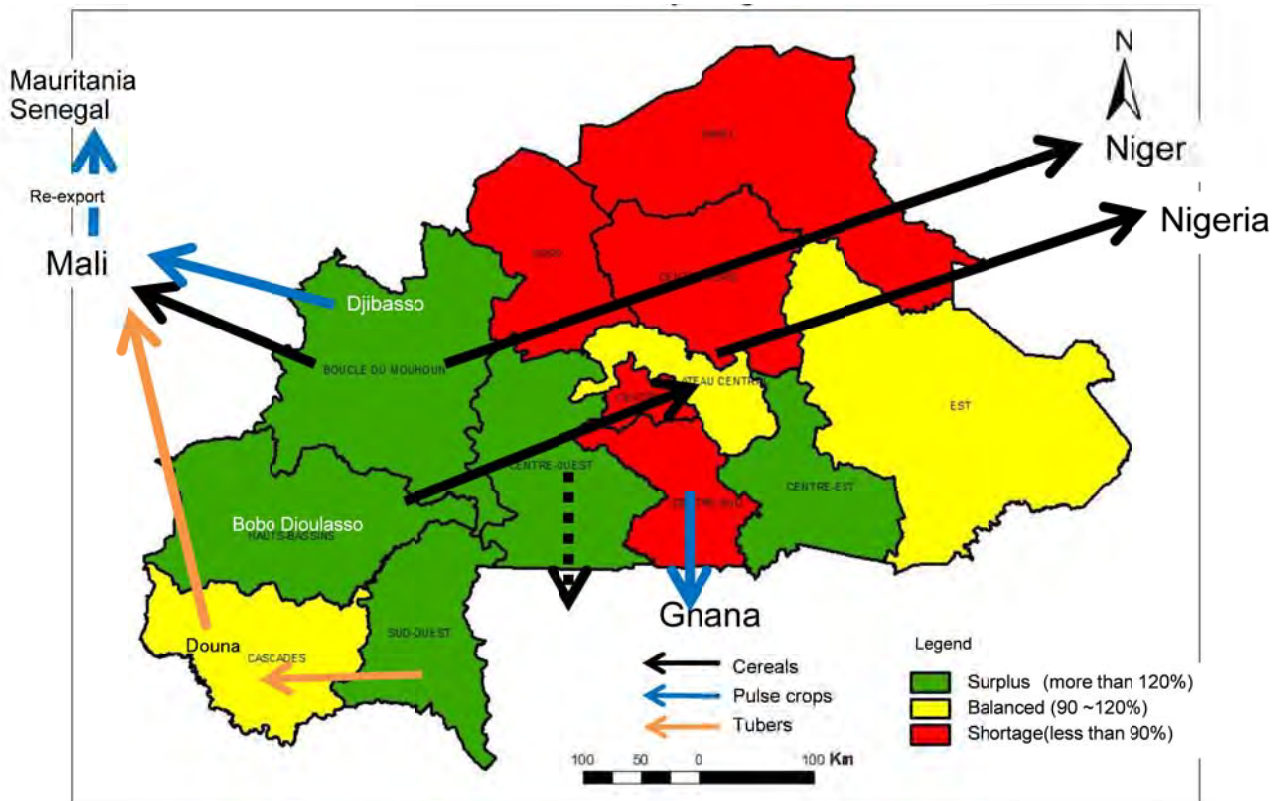 N
Mauritania
Senegal
Niger
Re-export
Nigeria
Mali
Djibasso
BOUCLE DU MOUHOUN
EST
CENTRE-OUEST
CENTRE-EST
Bobo Dioulasso
HAUTS-BASSINS
Ghana
SUD-OUEST
Douna
CASCADES
Legend
Cereals
Pulse crops
Tubers
Surplus (more than 120%)
Balanced (90 ~120%)
Shortage(less than 90%)
100 50 0 100 Km